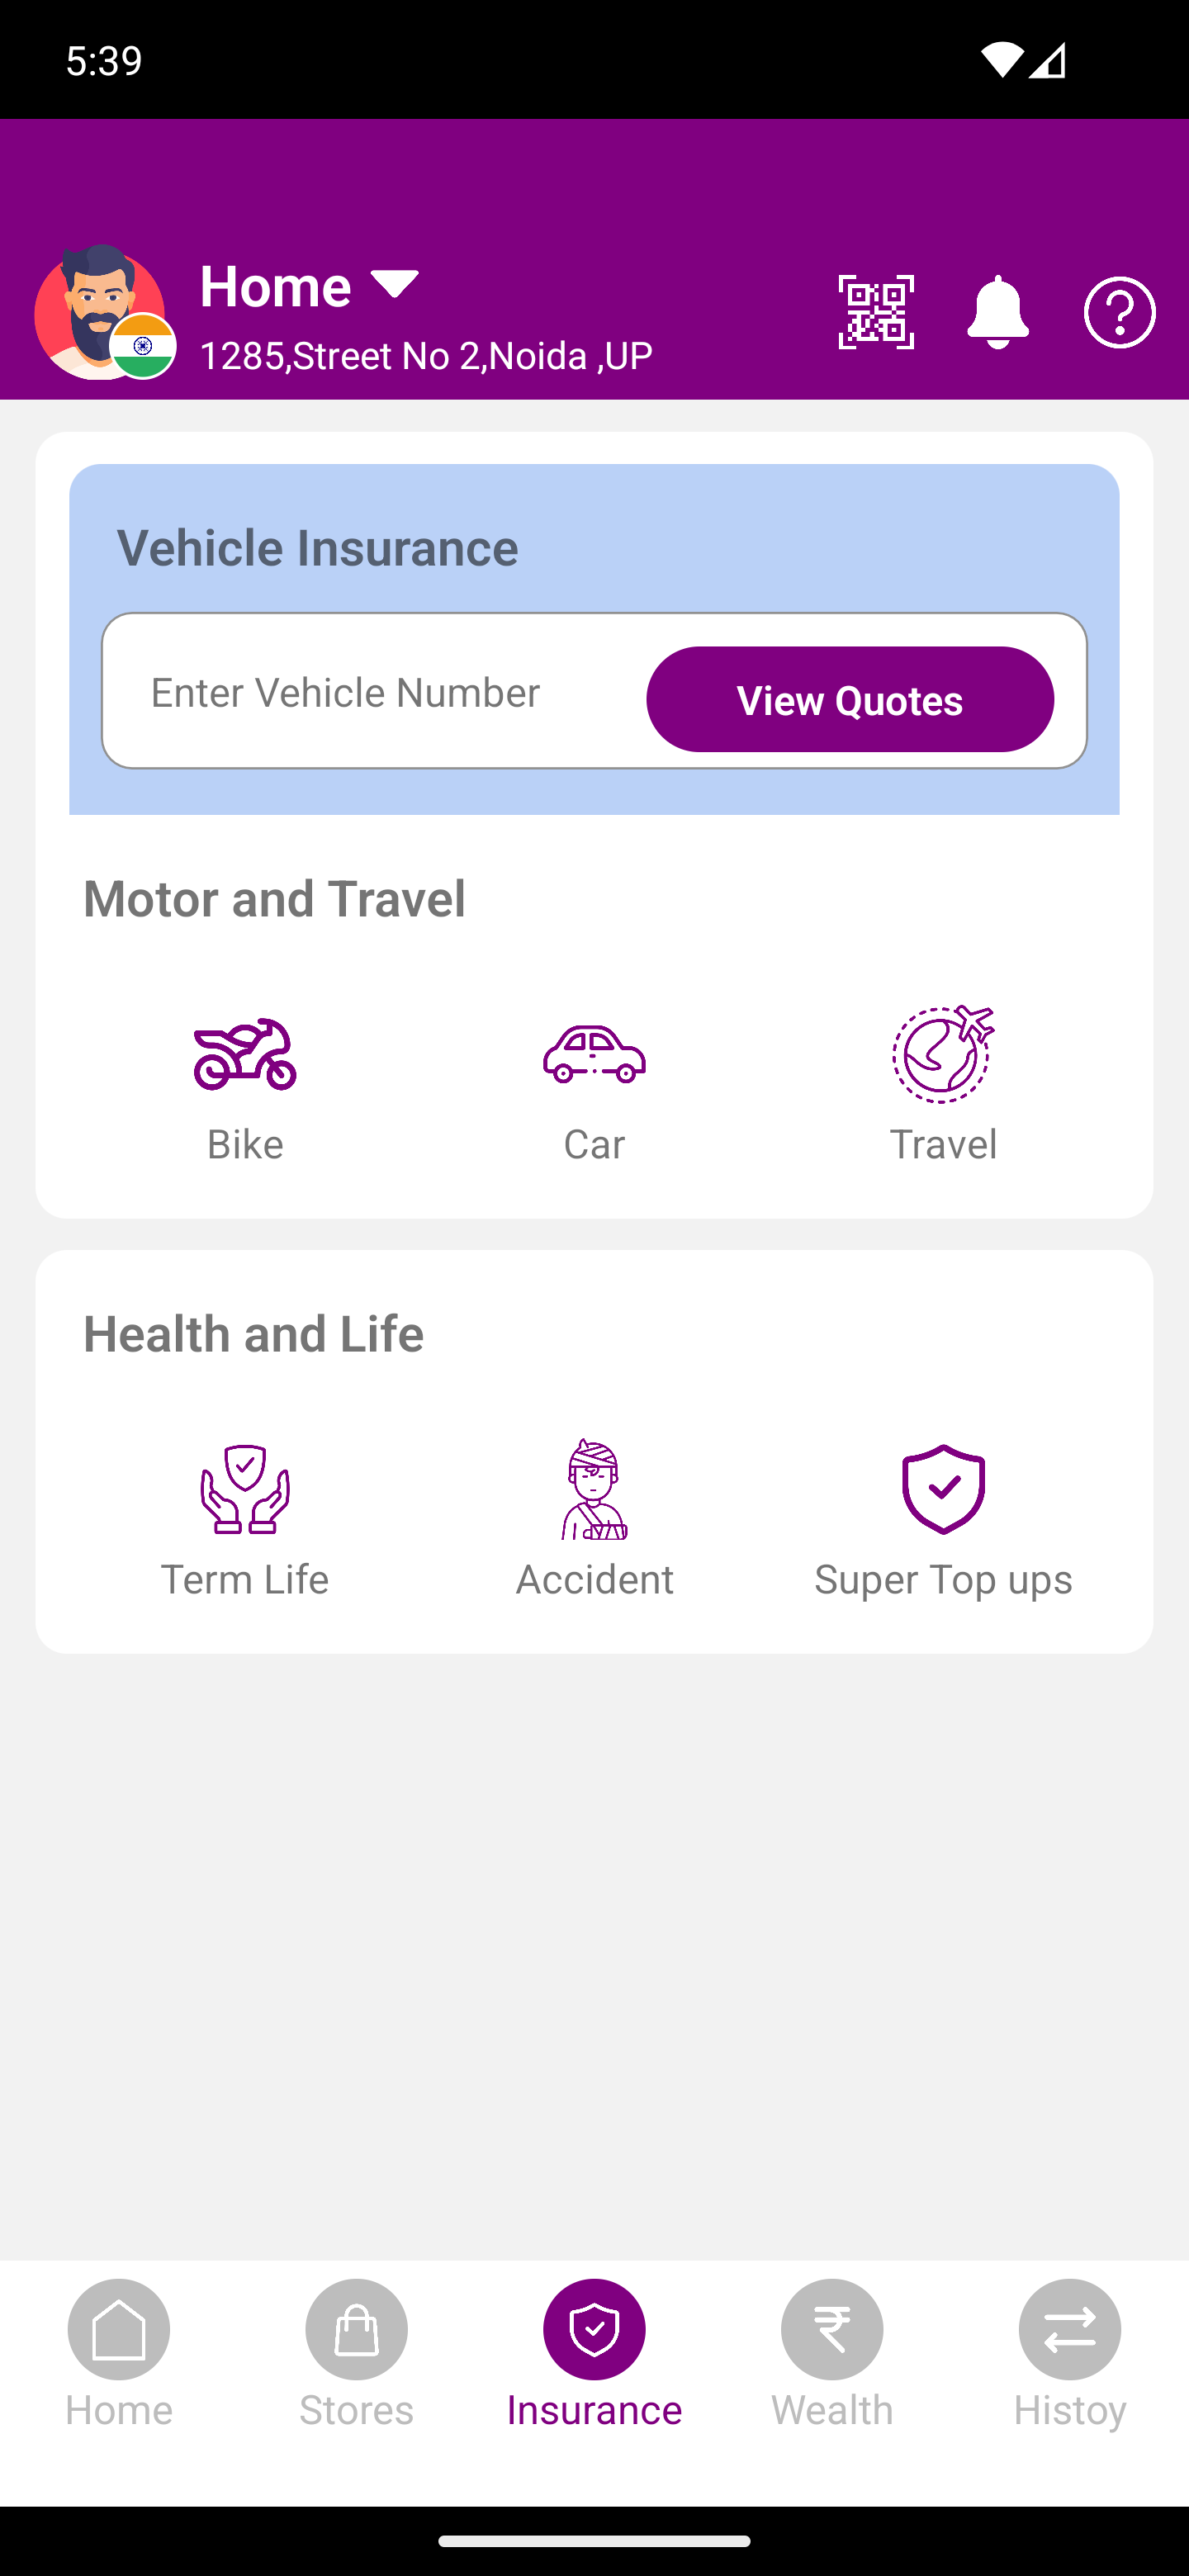 5:39
Home
1285,Street No 2,Noida ,UP
Vehicle Insurance
Enter Vehicle Number
View Quotes
Motor and Travel
Bike
Car
Travel
Health and Life
Term Life
Accident
Super Top ups
Home
Stores
Insurance
Wealth
Histoy